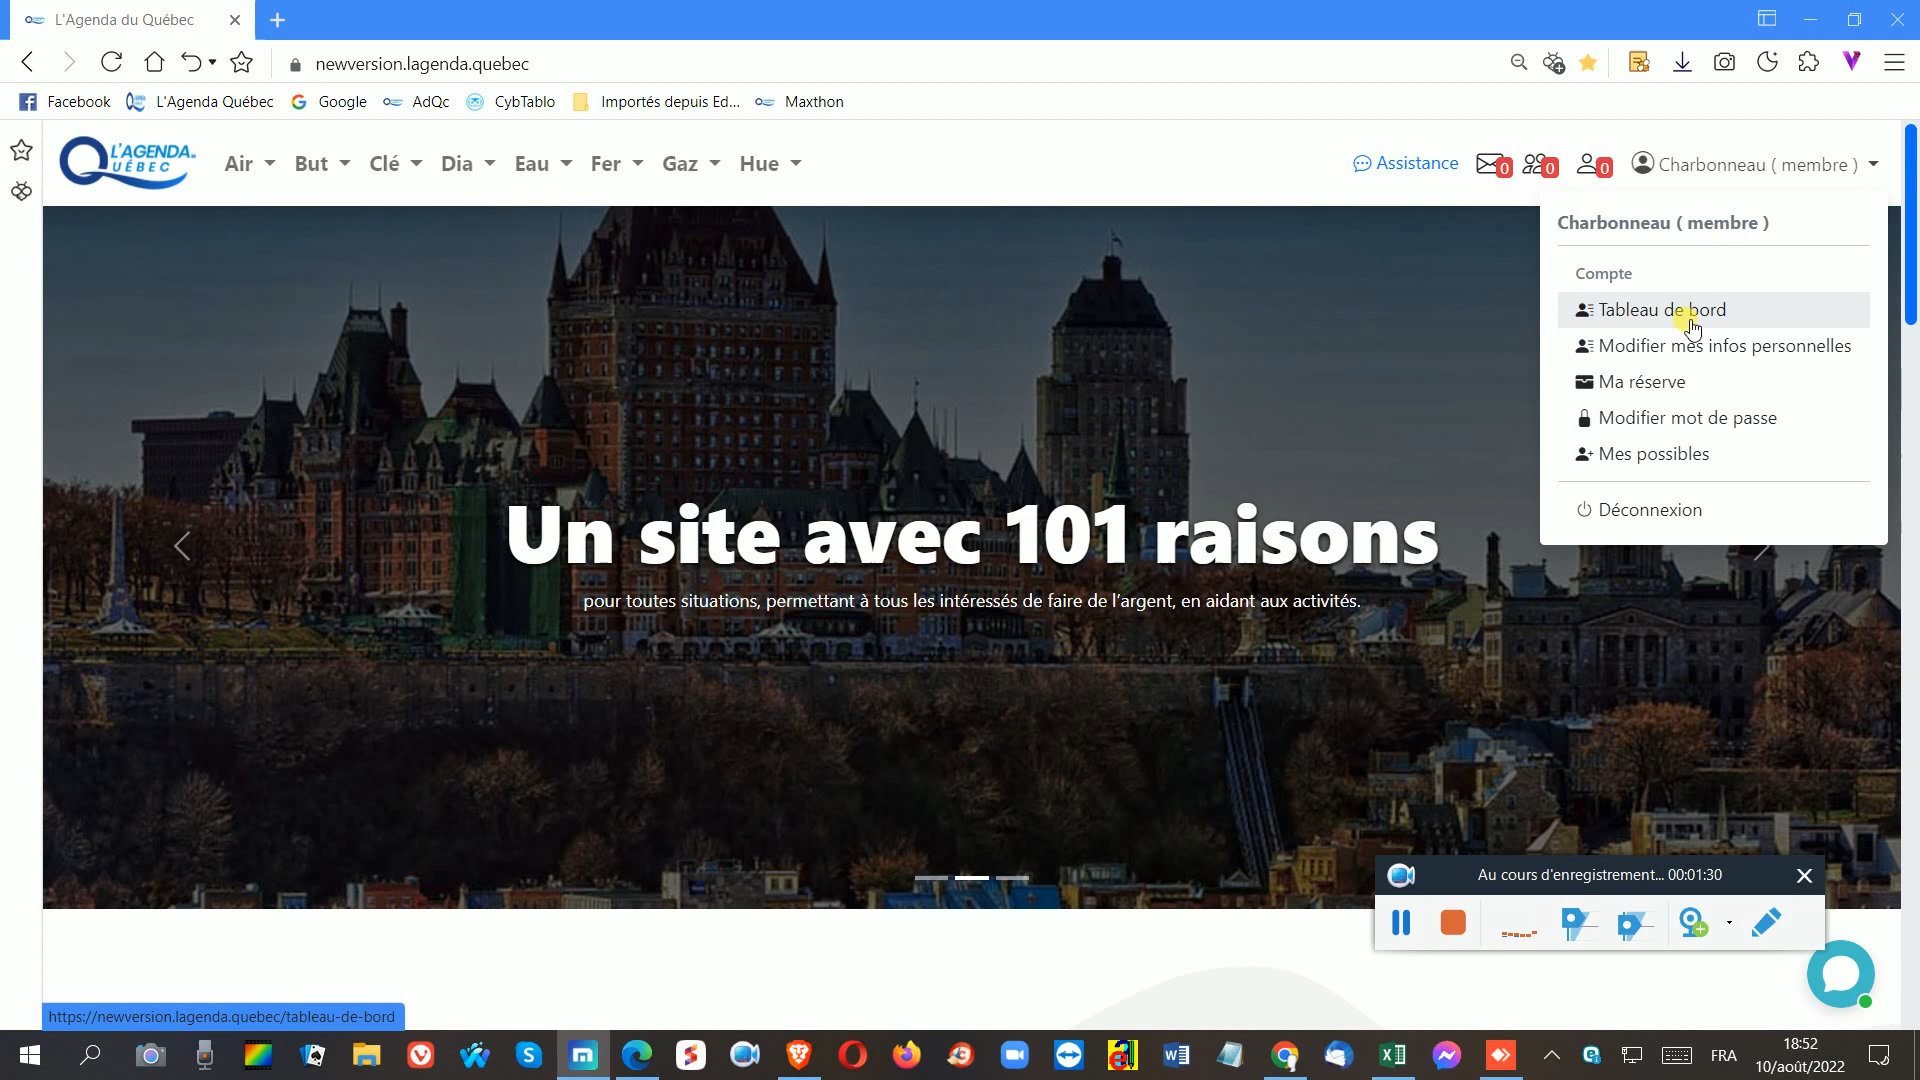 L'Agenda du Québec
newversion.lagenda.quebec
Facebook L'Agenda Québec Google AdQc CybTablo Importés depuis Ed... Maxthon
L'AGENDA.
QUÉBEC
Air But Clé Dia Eau Fer Gaz Hue
Assistance 0 0 0 Charbonneau ( membre )
Charbonneau ( membre )
Compte
Tableau de bord
Modifier mes infos personnelles
Ma réserve
Modifier mot de passe
Mes possibles
Déconnexion
Un site avec 101 raisons
pour toutes situations, permettant à tous les intéressés de faire de l'argent, en aidant aux activités.
Au cours d'enregistrement... 00:01:30
https://newversion.lagenda.quebec/tableau-de-bord
FRA
18:52
10/août/2022